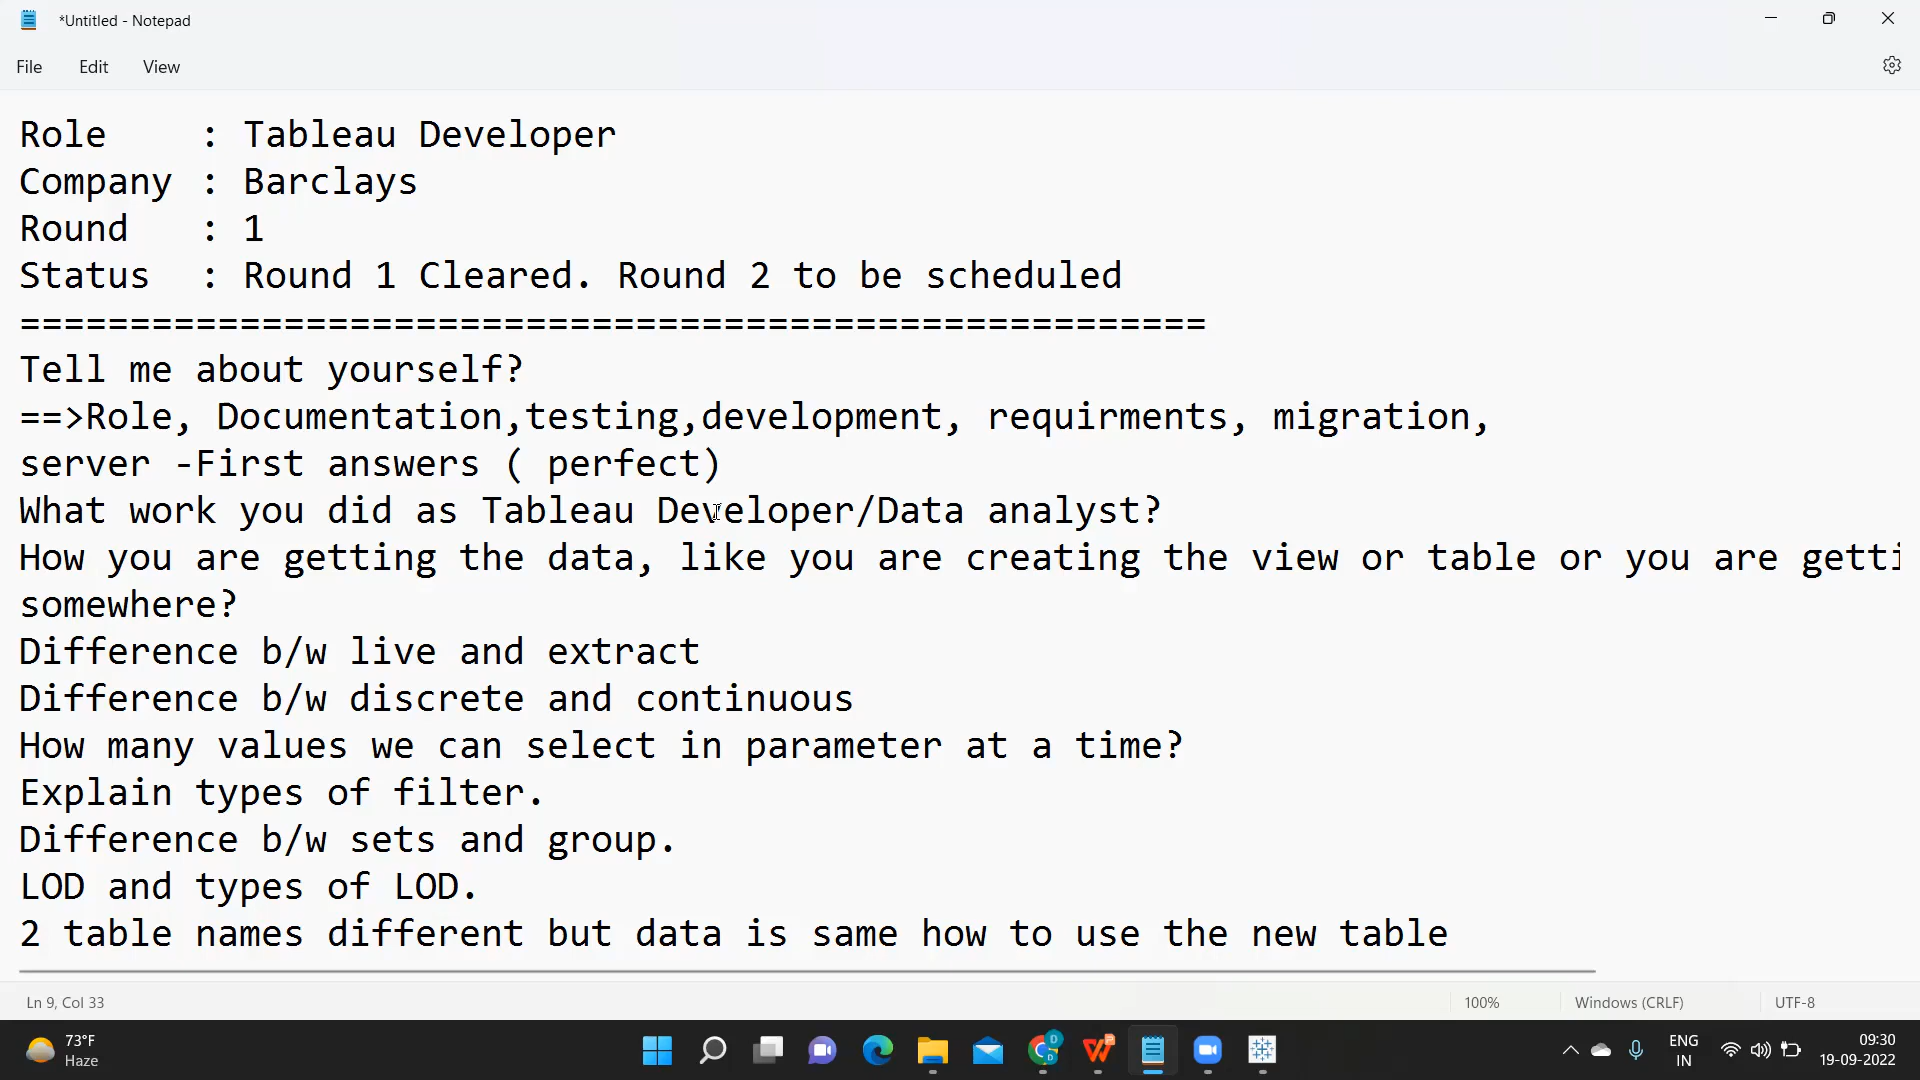 *Untitled - Notepad
File Edit View
Role : Tableau Developer
Company : Barclays
Round : 1
Status : Round 1 Cleared. Round 2 to be scheduled
======================================================
Tell me about yourself?
==>Role, Documentation,testing,development, requirments, migration,
server -First answers ( perfect)
What work you did as Tableau Developer/Data analyst?
How you are getting the data, like you are creating the view or table or you are getti
somewhere?
Difference b/w live and extract
Difference b/w discrete and continuous
How many values we can select in parameter at a time?
Explain types of filter.
Difference b/w sets and group.
LOD and types of LOD.
2 table names different but data is same how to use the new table
Ln 9, Col 33 100% Windows (CRLF) UTF-8
73°F
Haze
ENG
IN
09:30
19-09-2022